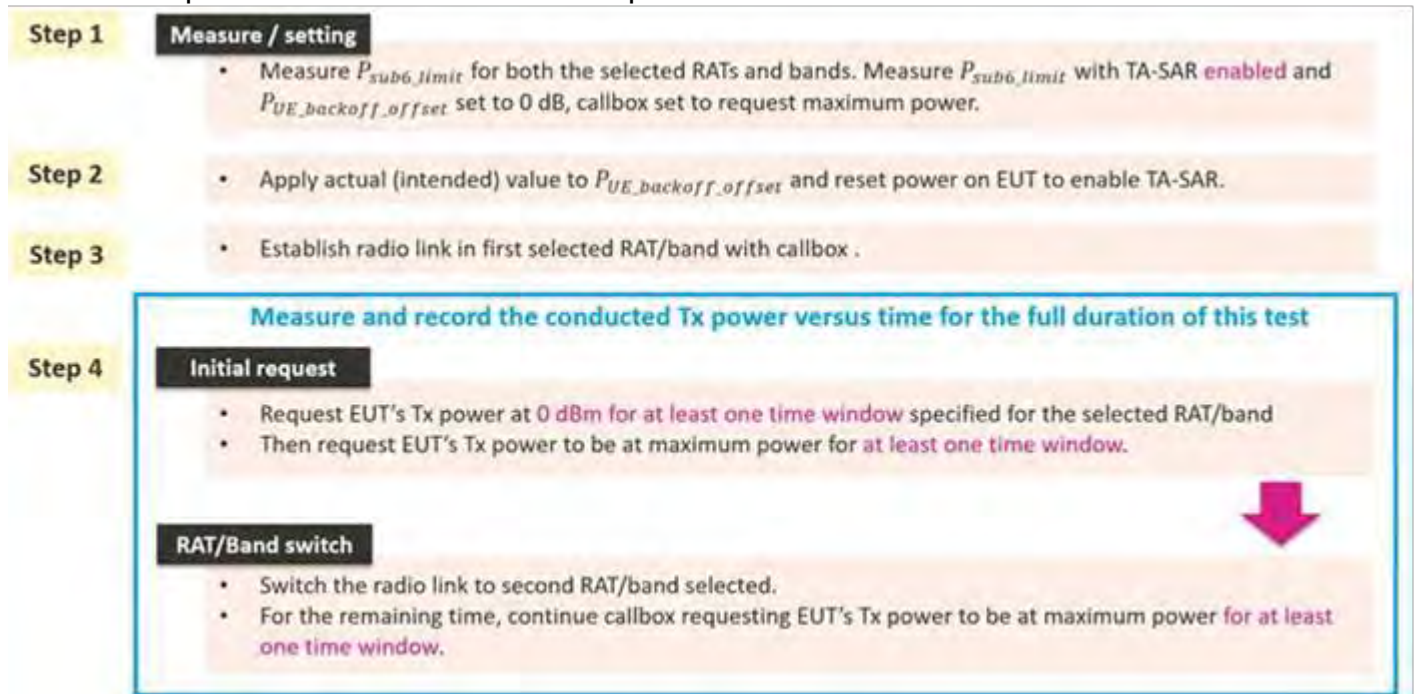 Step 1
Measure / setting
• Measure P_sub6_limit for both the selected RATs and bands. Measure P_sub6_limit with TA-SAR enabled and
P_UE_backoff_offset set to 0 dB, callbox set to request maximum power.
Step 2
• Apply actual (intended) value to P_UE_backoff_offset and reset power on EUT to enable TA-SAR.
Step 3
• Establish radio link in first selected RAT/band with callbox .
Measure and record the conducted Tx power versus time for the full duration of this test
Step 4
Initial request
• Request EUT's Tx power at 0 dBm for at least one time window specified for the selected RAT/band
• Then request EUT's Tx power to be at maximum power for at least one time window.
RAT/Band switch
• Switch the radio link to second RAT/band selected.
• For the remaining time, continue callbox requesting EUT's Tx power to be at maximum power for at least
one time window.